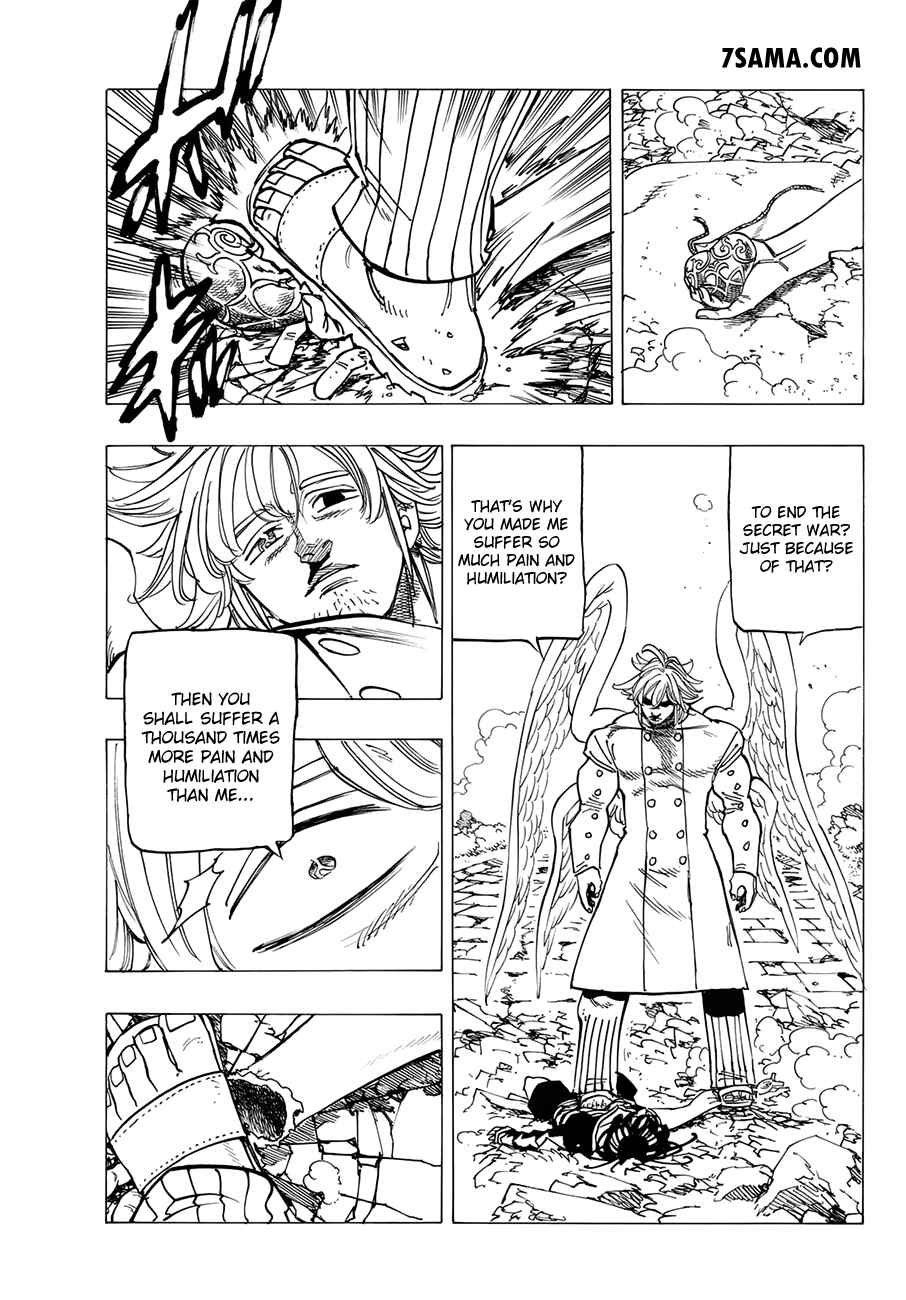 7SAMA.COM
TO END THE
SECRET WAR?
JUST BECAUSE
OF THAT?
THAT'S WHY
YOU MADE ME
SUFFER SO
MUCH PAIN AND
HUMILIATION?
THEN YOU
SHALL SUFFER A
THOUSAND TIMES
MORE PAIN AND
HUMILIATION
THAN ME...